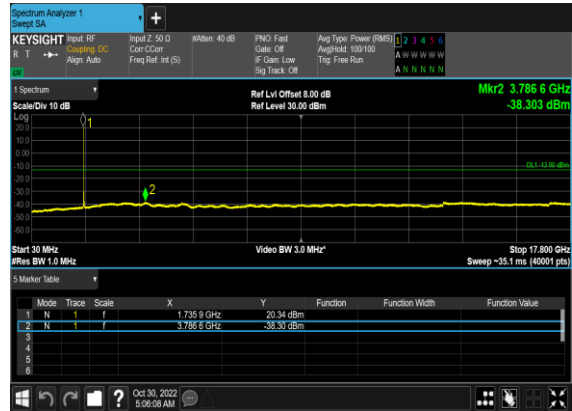 Spectrum Analyzer 1
Swept SA
KEYSIGHT Input: RF Input Z: 50 Ω #Atten: 40 dB PNO: Fast Avg Type: Power (RMS) 1 2 3 4 5 6
R T Coupling: DC Corr CCorr Gate: Off Avg|Hold: 100/100 A W W W W W
Align: Auto Freq Ref: Int (S) IF Gain: Low Trig: Free Run
LW Sig Track: Off A N N N N N
1 Spectrum Ref Lvl Offset 8.00 dB Mkr2 3.786 6 GHz
Scale/Div 10 dB Ref Level 30.00 dBm -38.303 dBm
Log
20.0
1
10.0
0.00
-10.0
DL1 -13.00 dBm
-20.0
-30.0
2
-40.0
-50.0
-60.0
Start 30 MHz Video BW 3.0 MHz* Stop 17.800 GHz
#Res BW 1.0 MHz Sweep ~35.1 ms (40001 pts)
5 Marker Table
Mode Trace Scale X Y Function Function Width Function Value
1 N 1 f 1.735 9 GHz 20.34 dBm
2 N 1 f 3.786 6 GHz -38.30 dBm
3
4
5
6
? Oct 30, 2022
5:06:08 AM